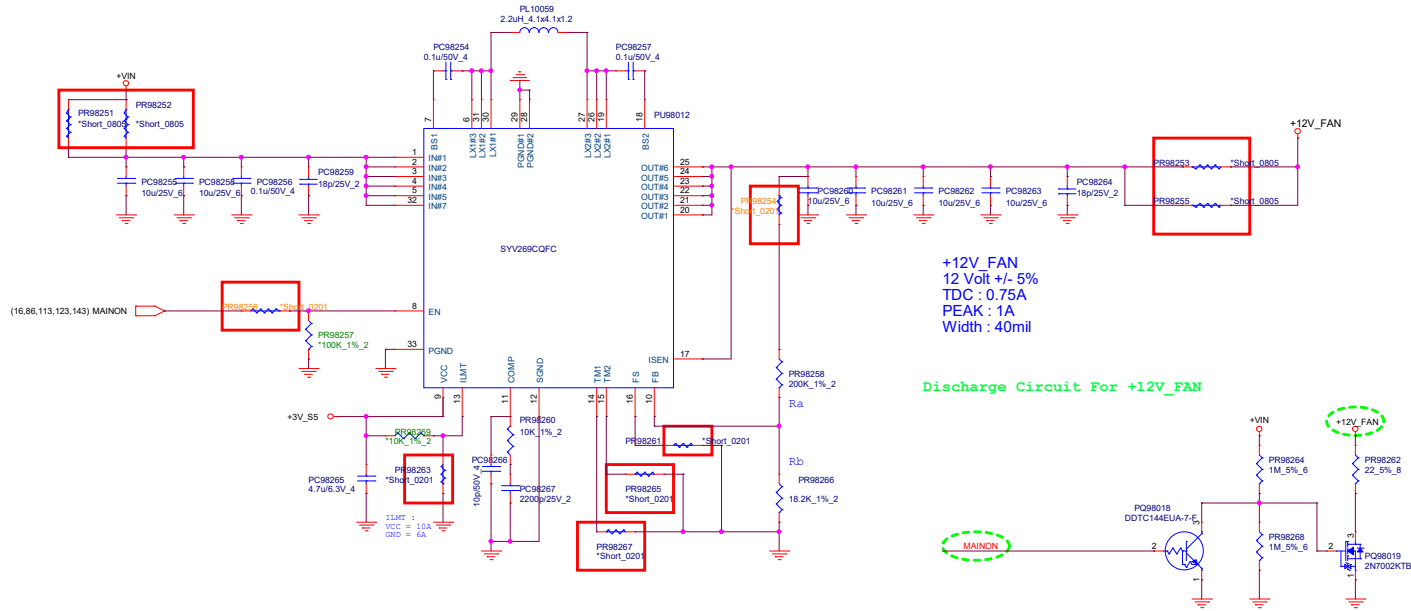 PL10059
2.2uH_4.1x4.1x1.2
PC98254
0.1u/50V_4
PC98257
0.1u/50V_4
+VIN
PR98251
*Short_0805
PR98252
*Short_0805
PC98255
10u/25V_6
PC98258
10u/25V_6
PC98256
0.1u/50V_4
PC98259
18p/25V_2
7
6
31
30
29
28
27
26
19
18
PU98012
BS1
LX1#3
LX1#2
LX1#1
PGND#1
PGND#2
LX2#3
LX2#2
LX2#1
BS2
1
2
3
4
5
32
IN#1
IN#2
IN#3
IN#4
IN#5
IN#7
OUT#6
OUT#5
OUT#4
OUT#3
OUT#2
OUT#1
25
24
23
22
21
20
SYV269CQFC
PR98254
*Short_0201
PC98260
10u/25V_6
PC98261
10u/25V_6
PC98262
10u/25V_6
PC98263
10u/25V_6
PC98264
18p/25V_2
PR98253
*Short_0805
PR98255
*Short_0805
+12V_FAN
+12V_FAN
12 Volt +/- 5%
TDC : 0.75A
PEAK : 1A
Width : 40mil
(16,86,113,123,143) MAINON
PR98256
*Short_0201
PR98257
*100K_1%_2
8
EN
33
PGND
ISEN
17
VCC
ILMT
COMP
SGND
TM1
TM2
FS
FB
9
13
11
12
14
15
16
10
+3V_S5
PR98259
*10K_1%_2
PC98265
4.7u/6.3V_4
PR98263
*Short_0201
ILMT :
VCC = 10A
GND = 6A
PR98260
10K_1%_2
PC98266
10p/50V_4
PC98267
2200p/25V_2
PR98261
*Short_0201
PR98265
*Short_0201
PR98267
*Short_0201
PR98258
200K_1%_2
Ra
Rb
PR98266
18.2K_1%_2
Discharge Circuit For +12V_FAN
+VIN
+12V_FAN
PR98264
1M_5%_6
PR98262
22_5%_8
PQ98018
DDTC144EUA-7-F
MAINON
2
3
1
PR98268
1M_5%_6
2
3
1
PQ98019
2N7002KTB